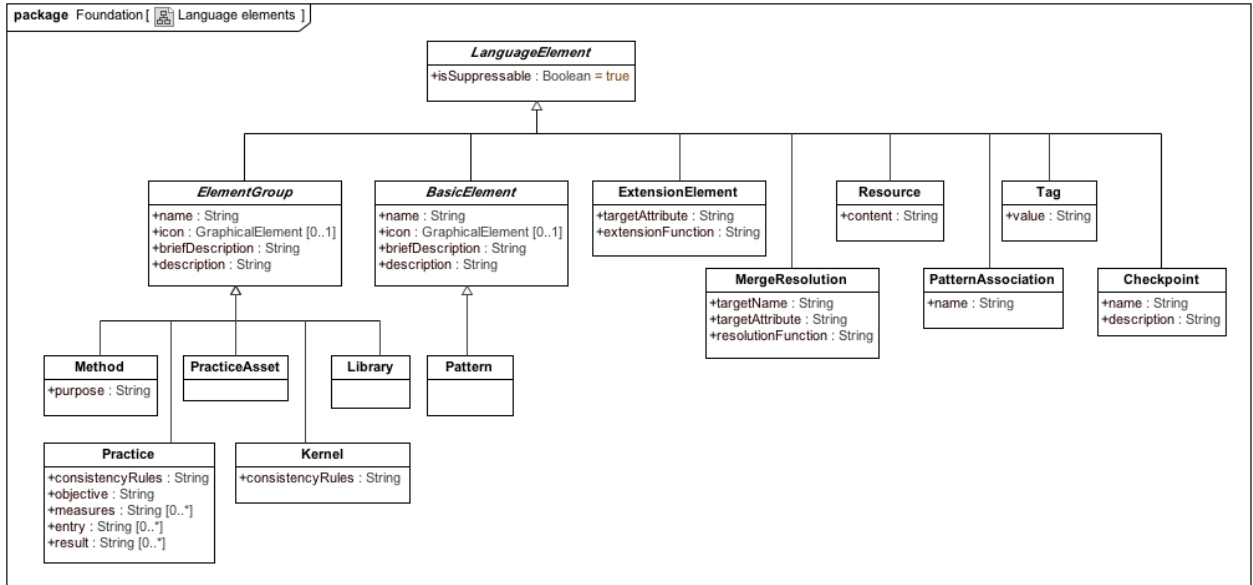 package Foundation [ Language elements ]
LanguageElement
+isSuppressable : Boolean = true
ElementGroup
+name : String
+icon : GraphicalElement [0..1]
+briefDescription : String
+description : String
BasicElement
+name : String
+icon : GraphicalElement [0..1]
+briefDescription : String
+description : String
ExtensionElement
+targetAttribute : String
+extensionFunction : String
Resource
+content : String
Tag
+value : String
MergeResolution
+targetName : String
+targetAttribute : String
+resolutionFunction : String
PatternAssociation
+name : String
Checkpoint
+name : String
+description : String
Method
+purpose : String
PracticeAsset
Library
Pattern
Practice
+consistencyRules : String
+objective : String
+measures : String [0..*]
+entry : String [0..*]
+result : String [0..*]
Kernel
+consistencyRules : String